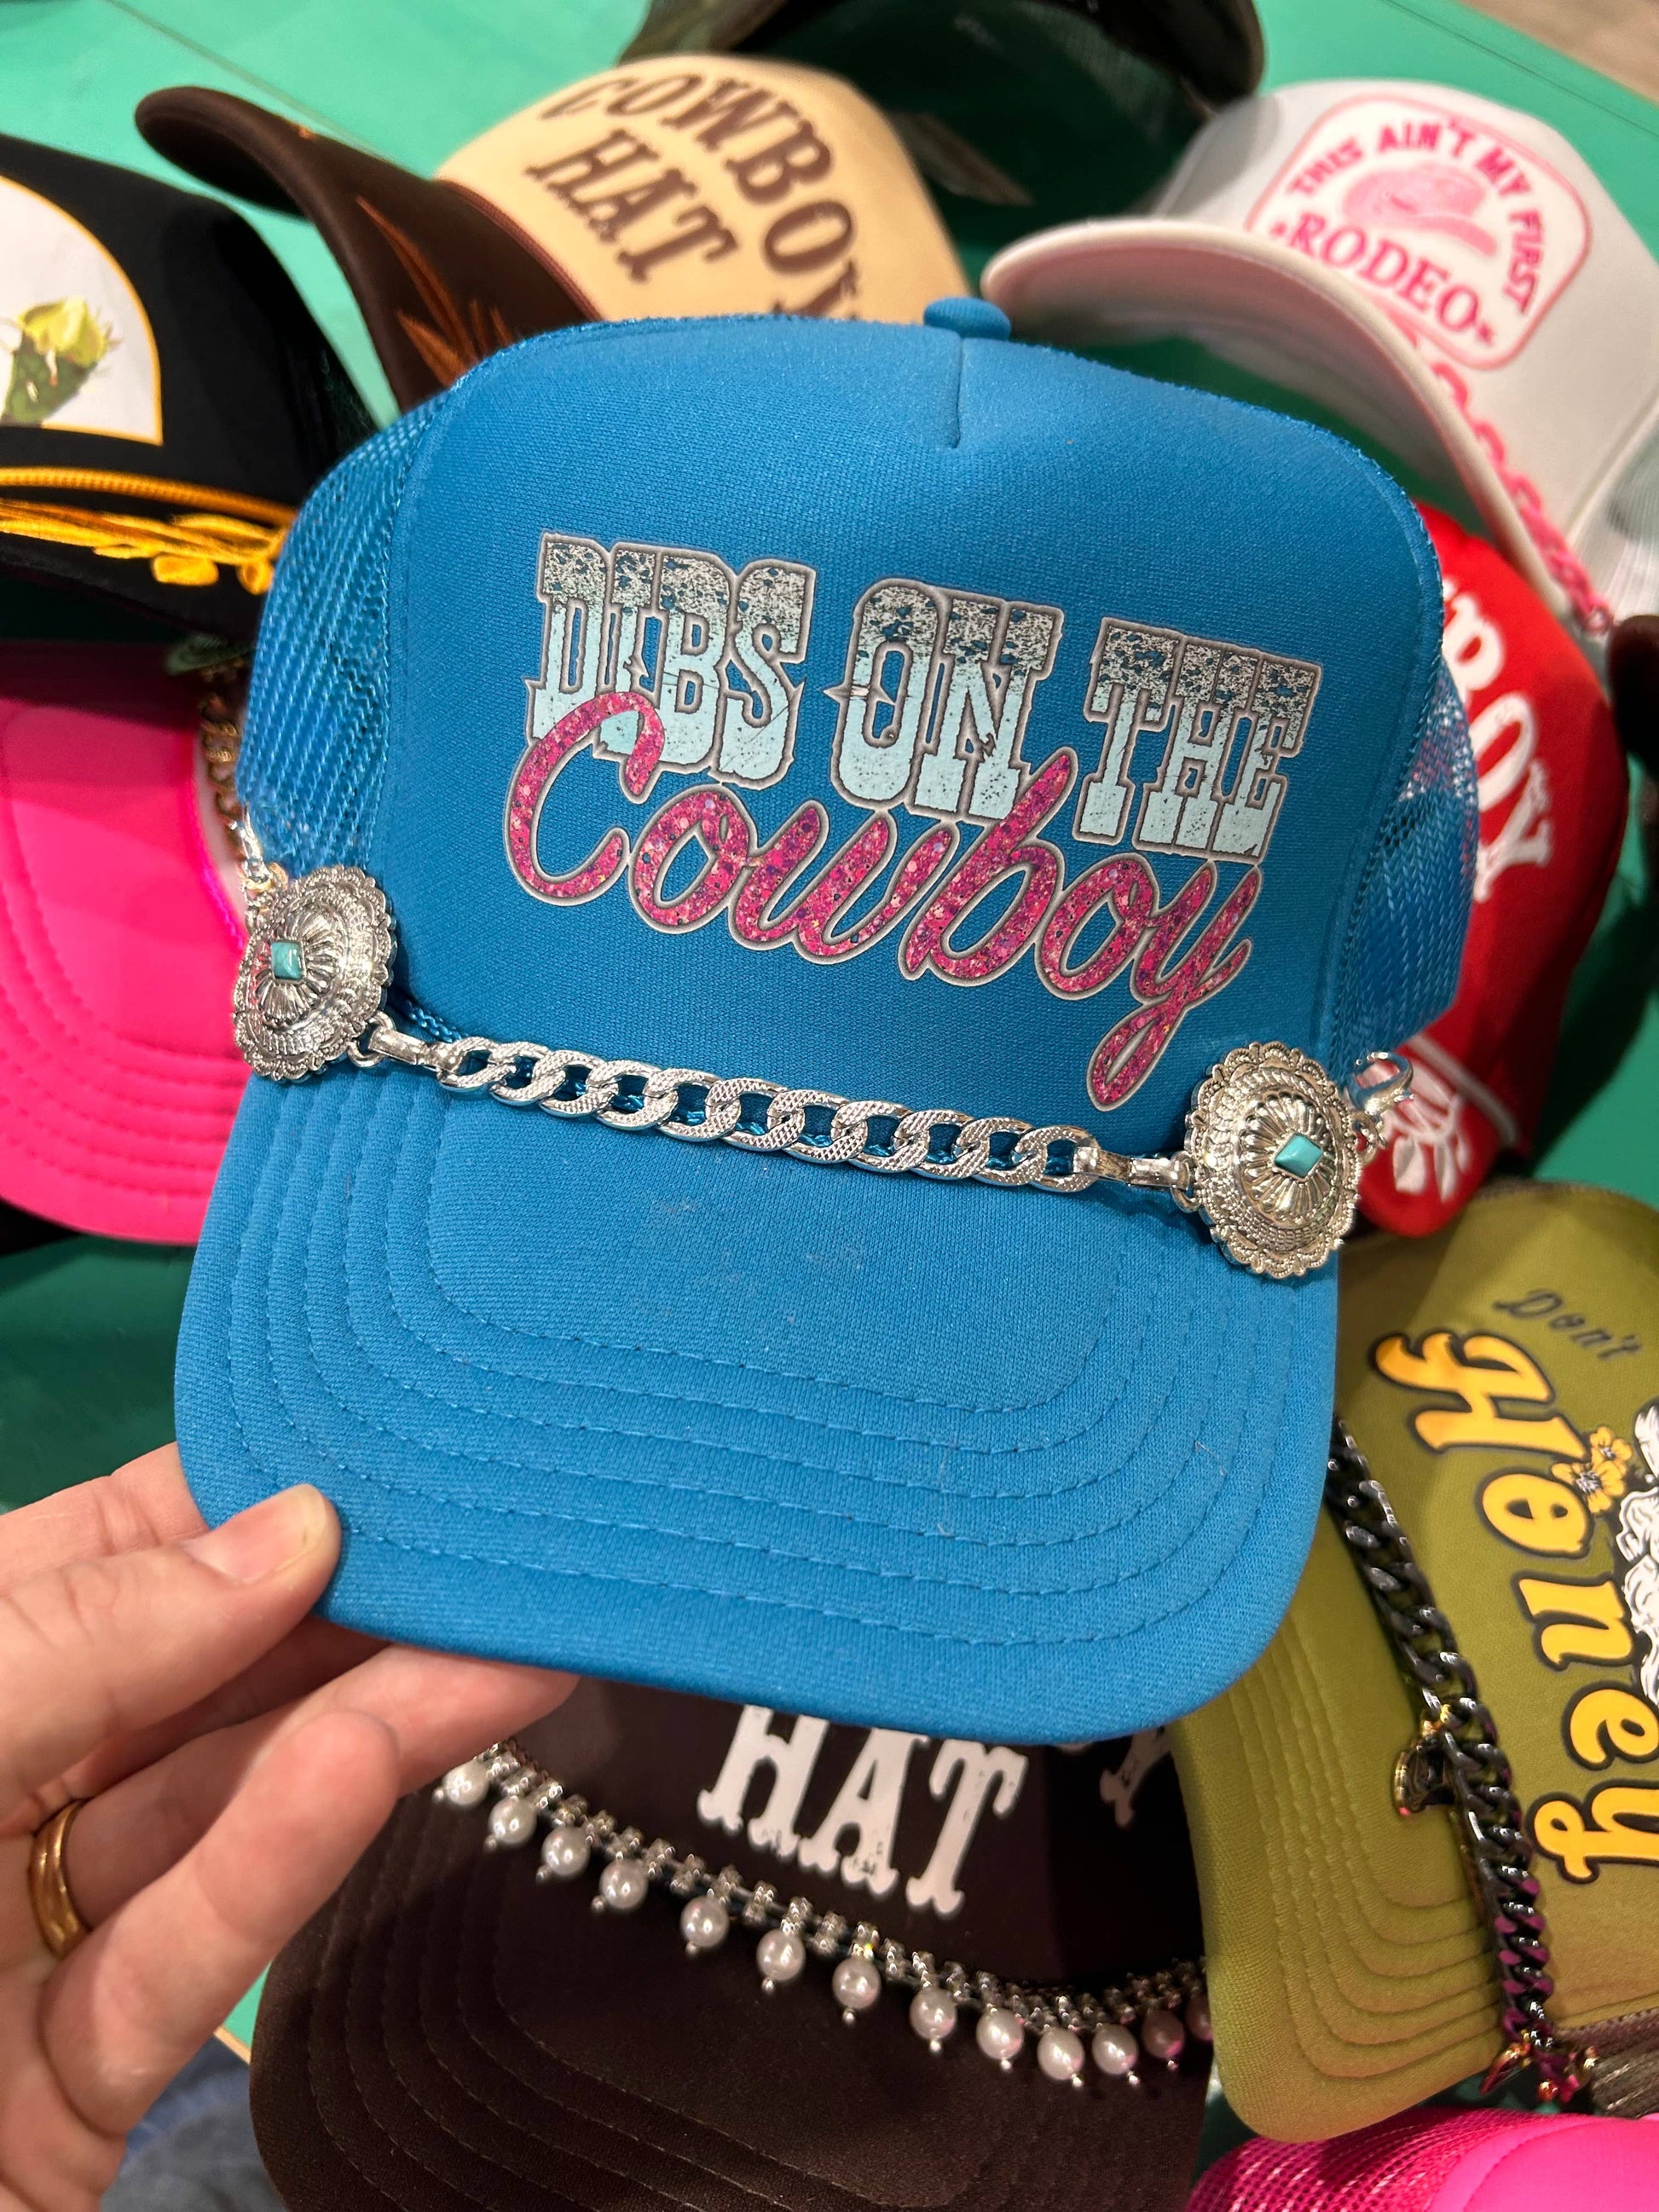 COWBOY
HAT
THIS AIN'T MY FIRST
RODEO
DIBS ON THE
Cowboy
Don't
Honey
HAT